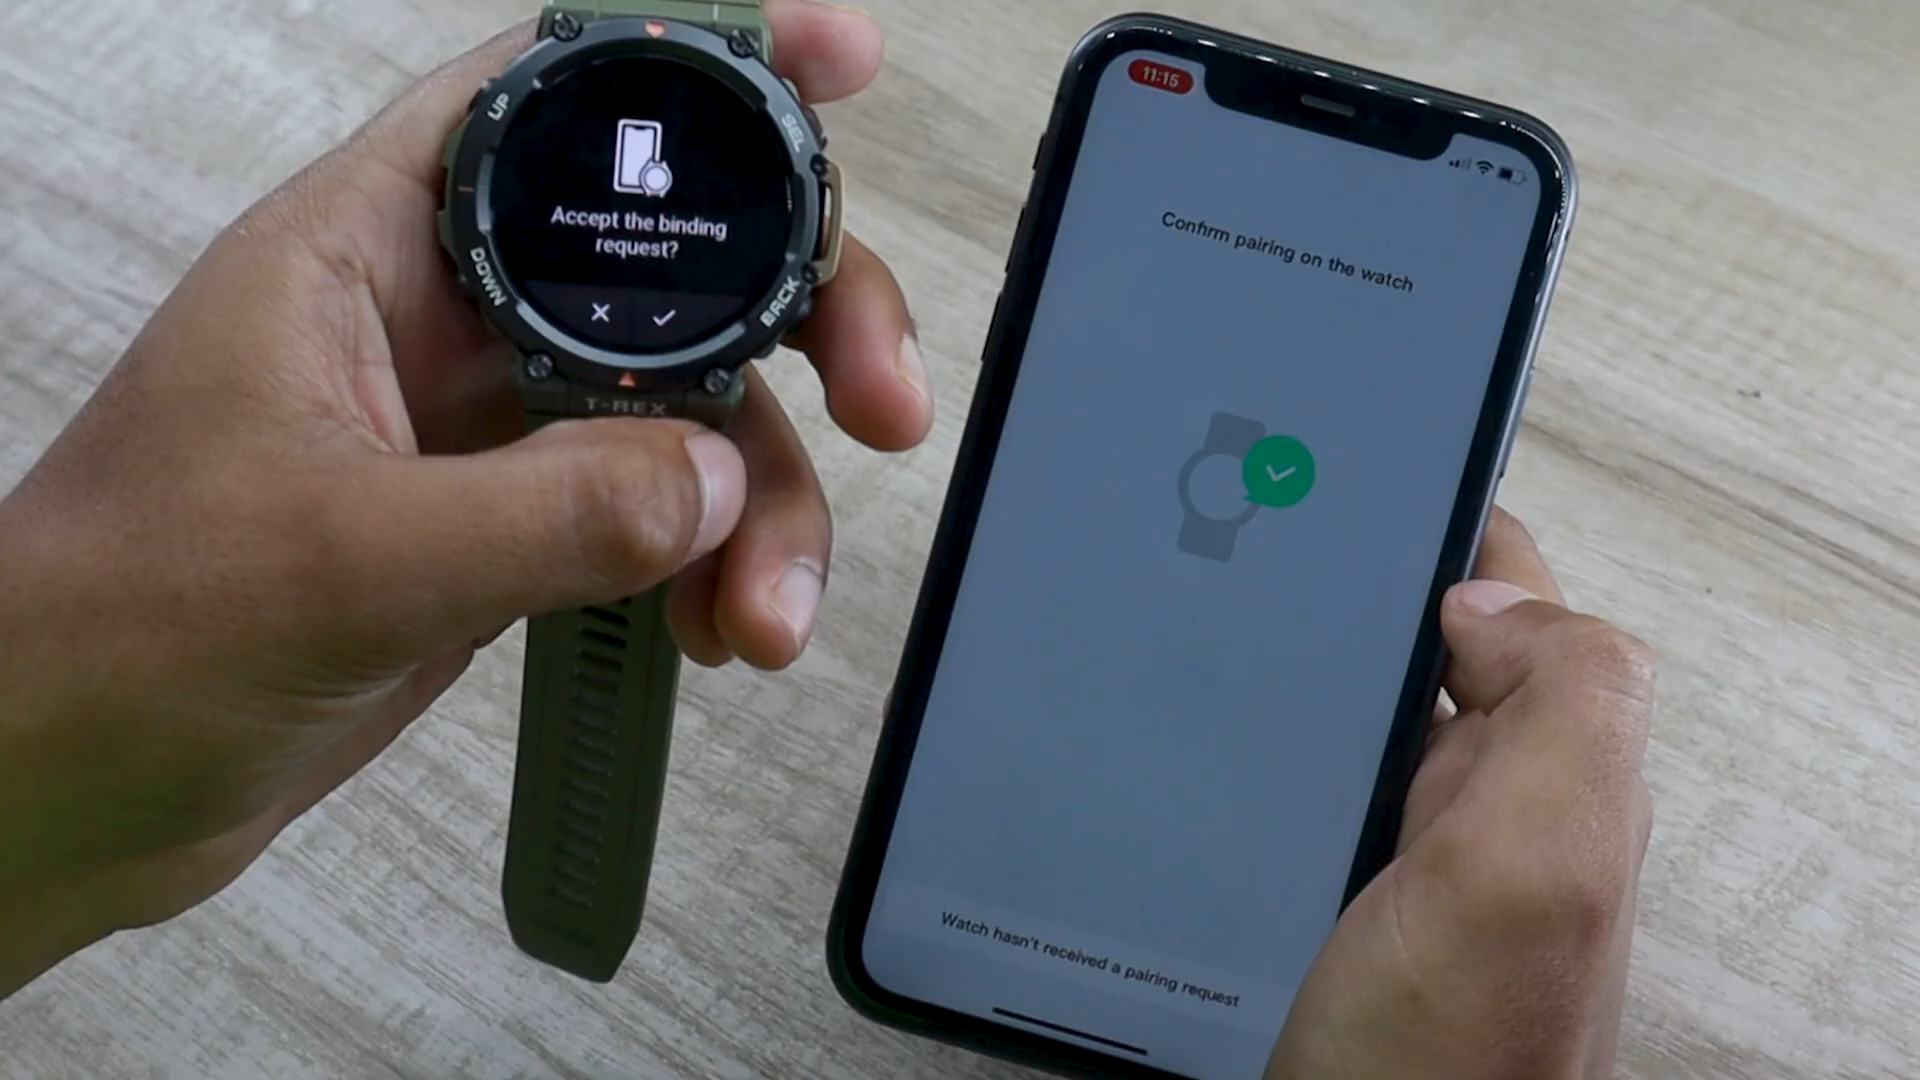 UP
SEL
Accept the binding
request?
DOWN
BACK
T-REX
11:15
Confirm pairing on the watch
Watch hasn't received a pairing request